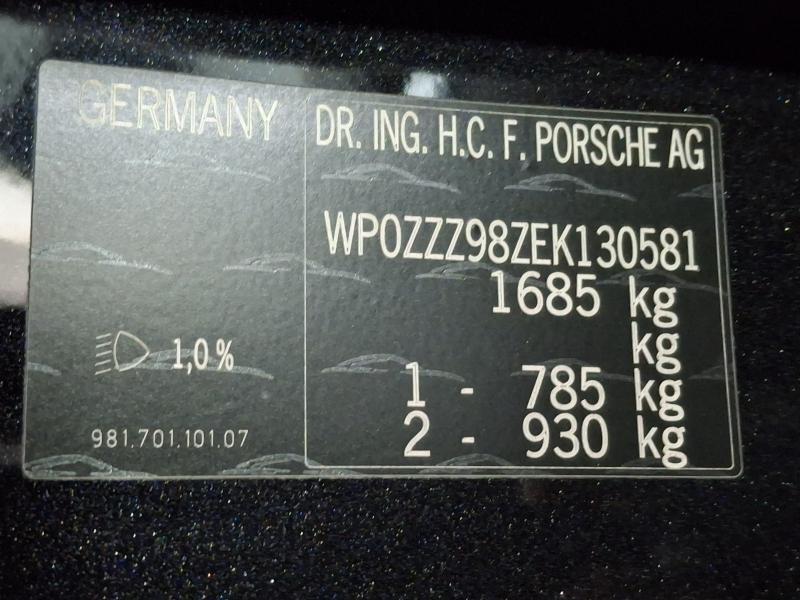 GERMANY
DR. ING. H.C. F. PORSCHE AG
WP0ZZZ98ZEK130581
1685 kg
kg
1 - 785 kg
2 - 930 kg
1,0 %
981.701.101.07